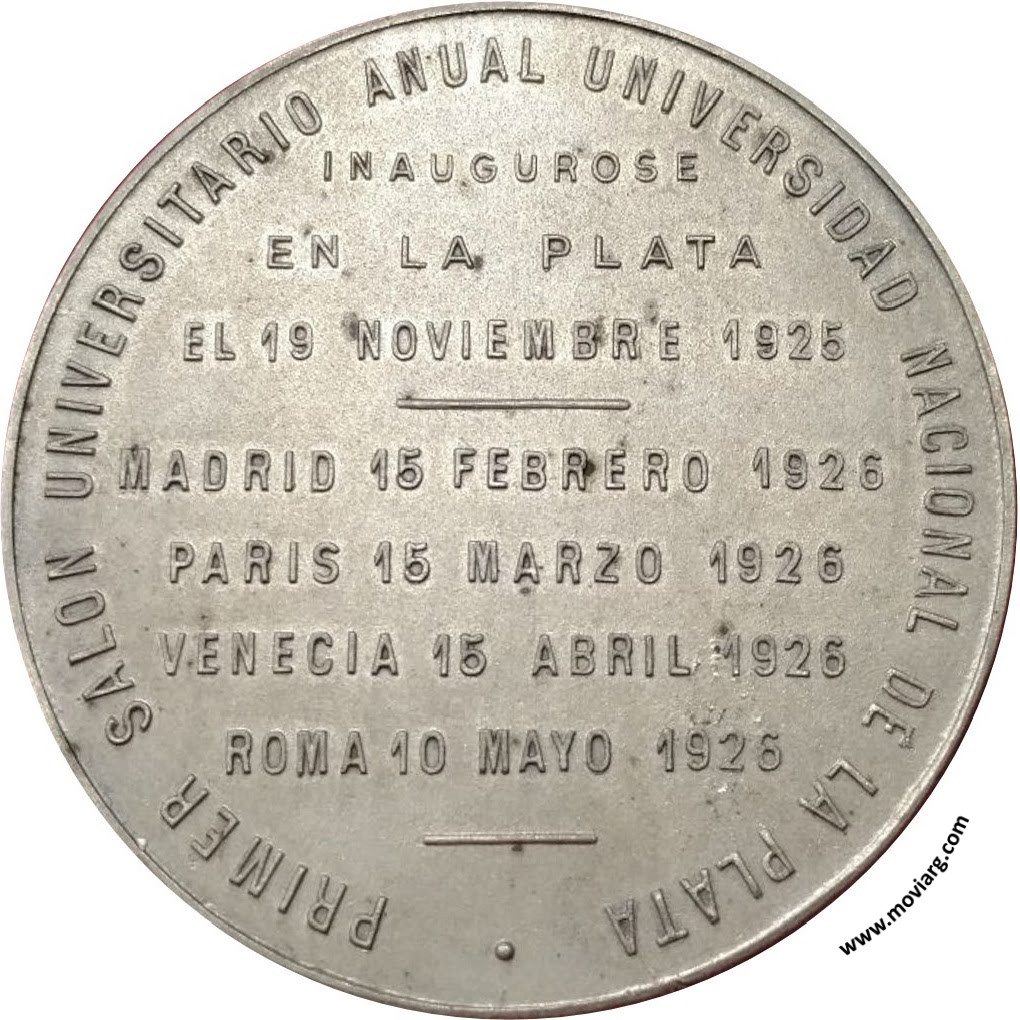 PRIMER SALON UNIVERSITARIO ANUAL UNIVERSIDAD NACIONAL DE LA PLATA
INAUGUROSE
EN LA PLATA
EL 19 NOVIEMBRE 1925
MADRID 15 FEBRERO 1926
PARIS 15 MARZO 1926
VENECIA 15 ABRIL 1926
ROMA 10 MAYO 1926
www.moviarg.com